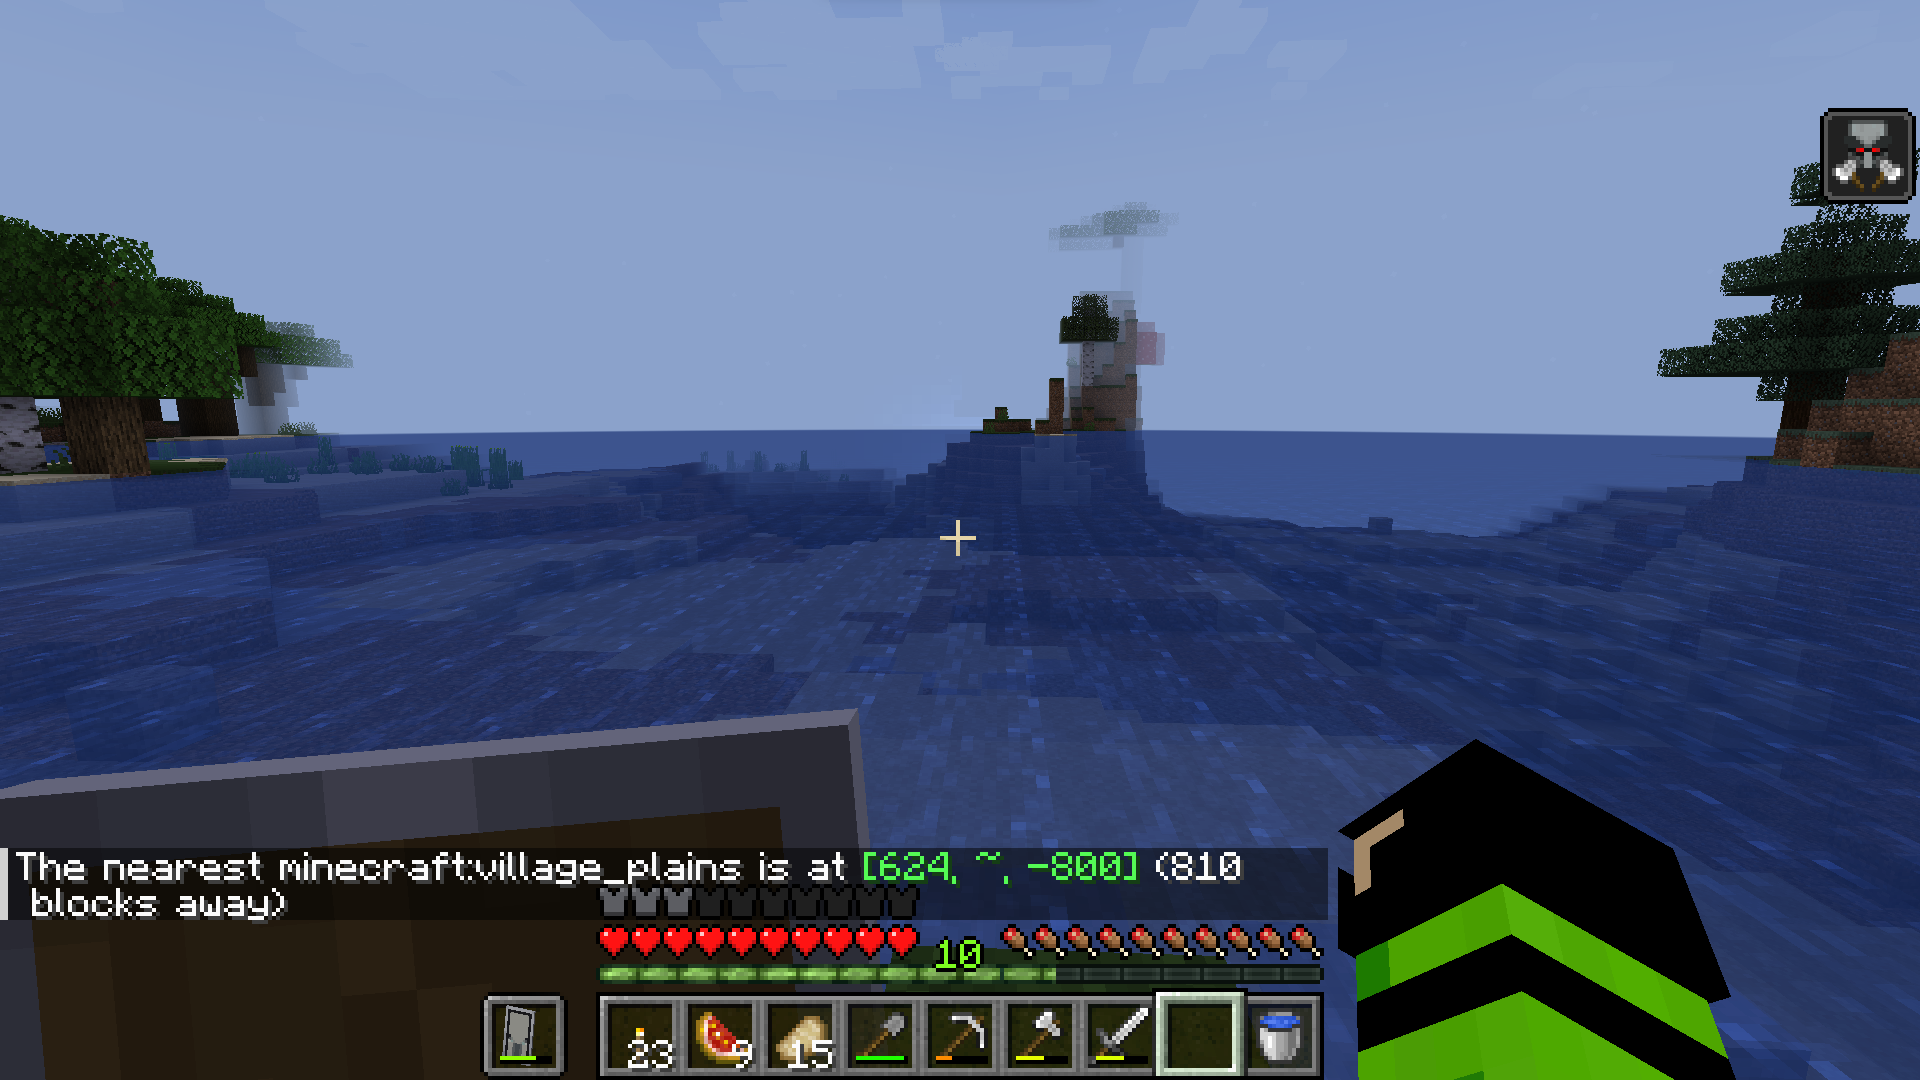 The nearest minecraft:village_plains is at [624, ~, -800] (810
blocks away)
10
23 9 15